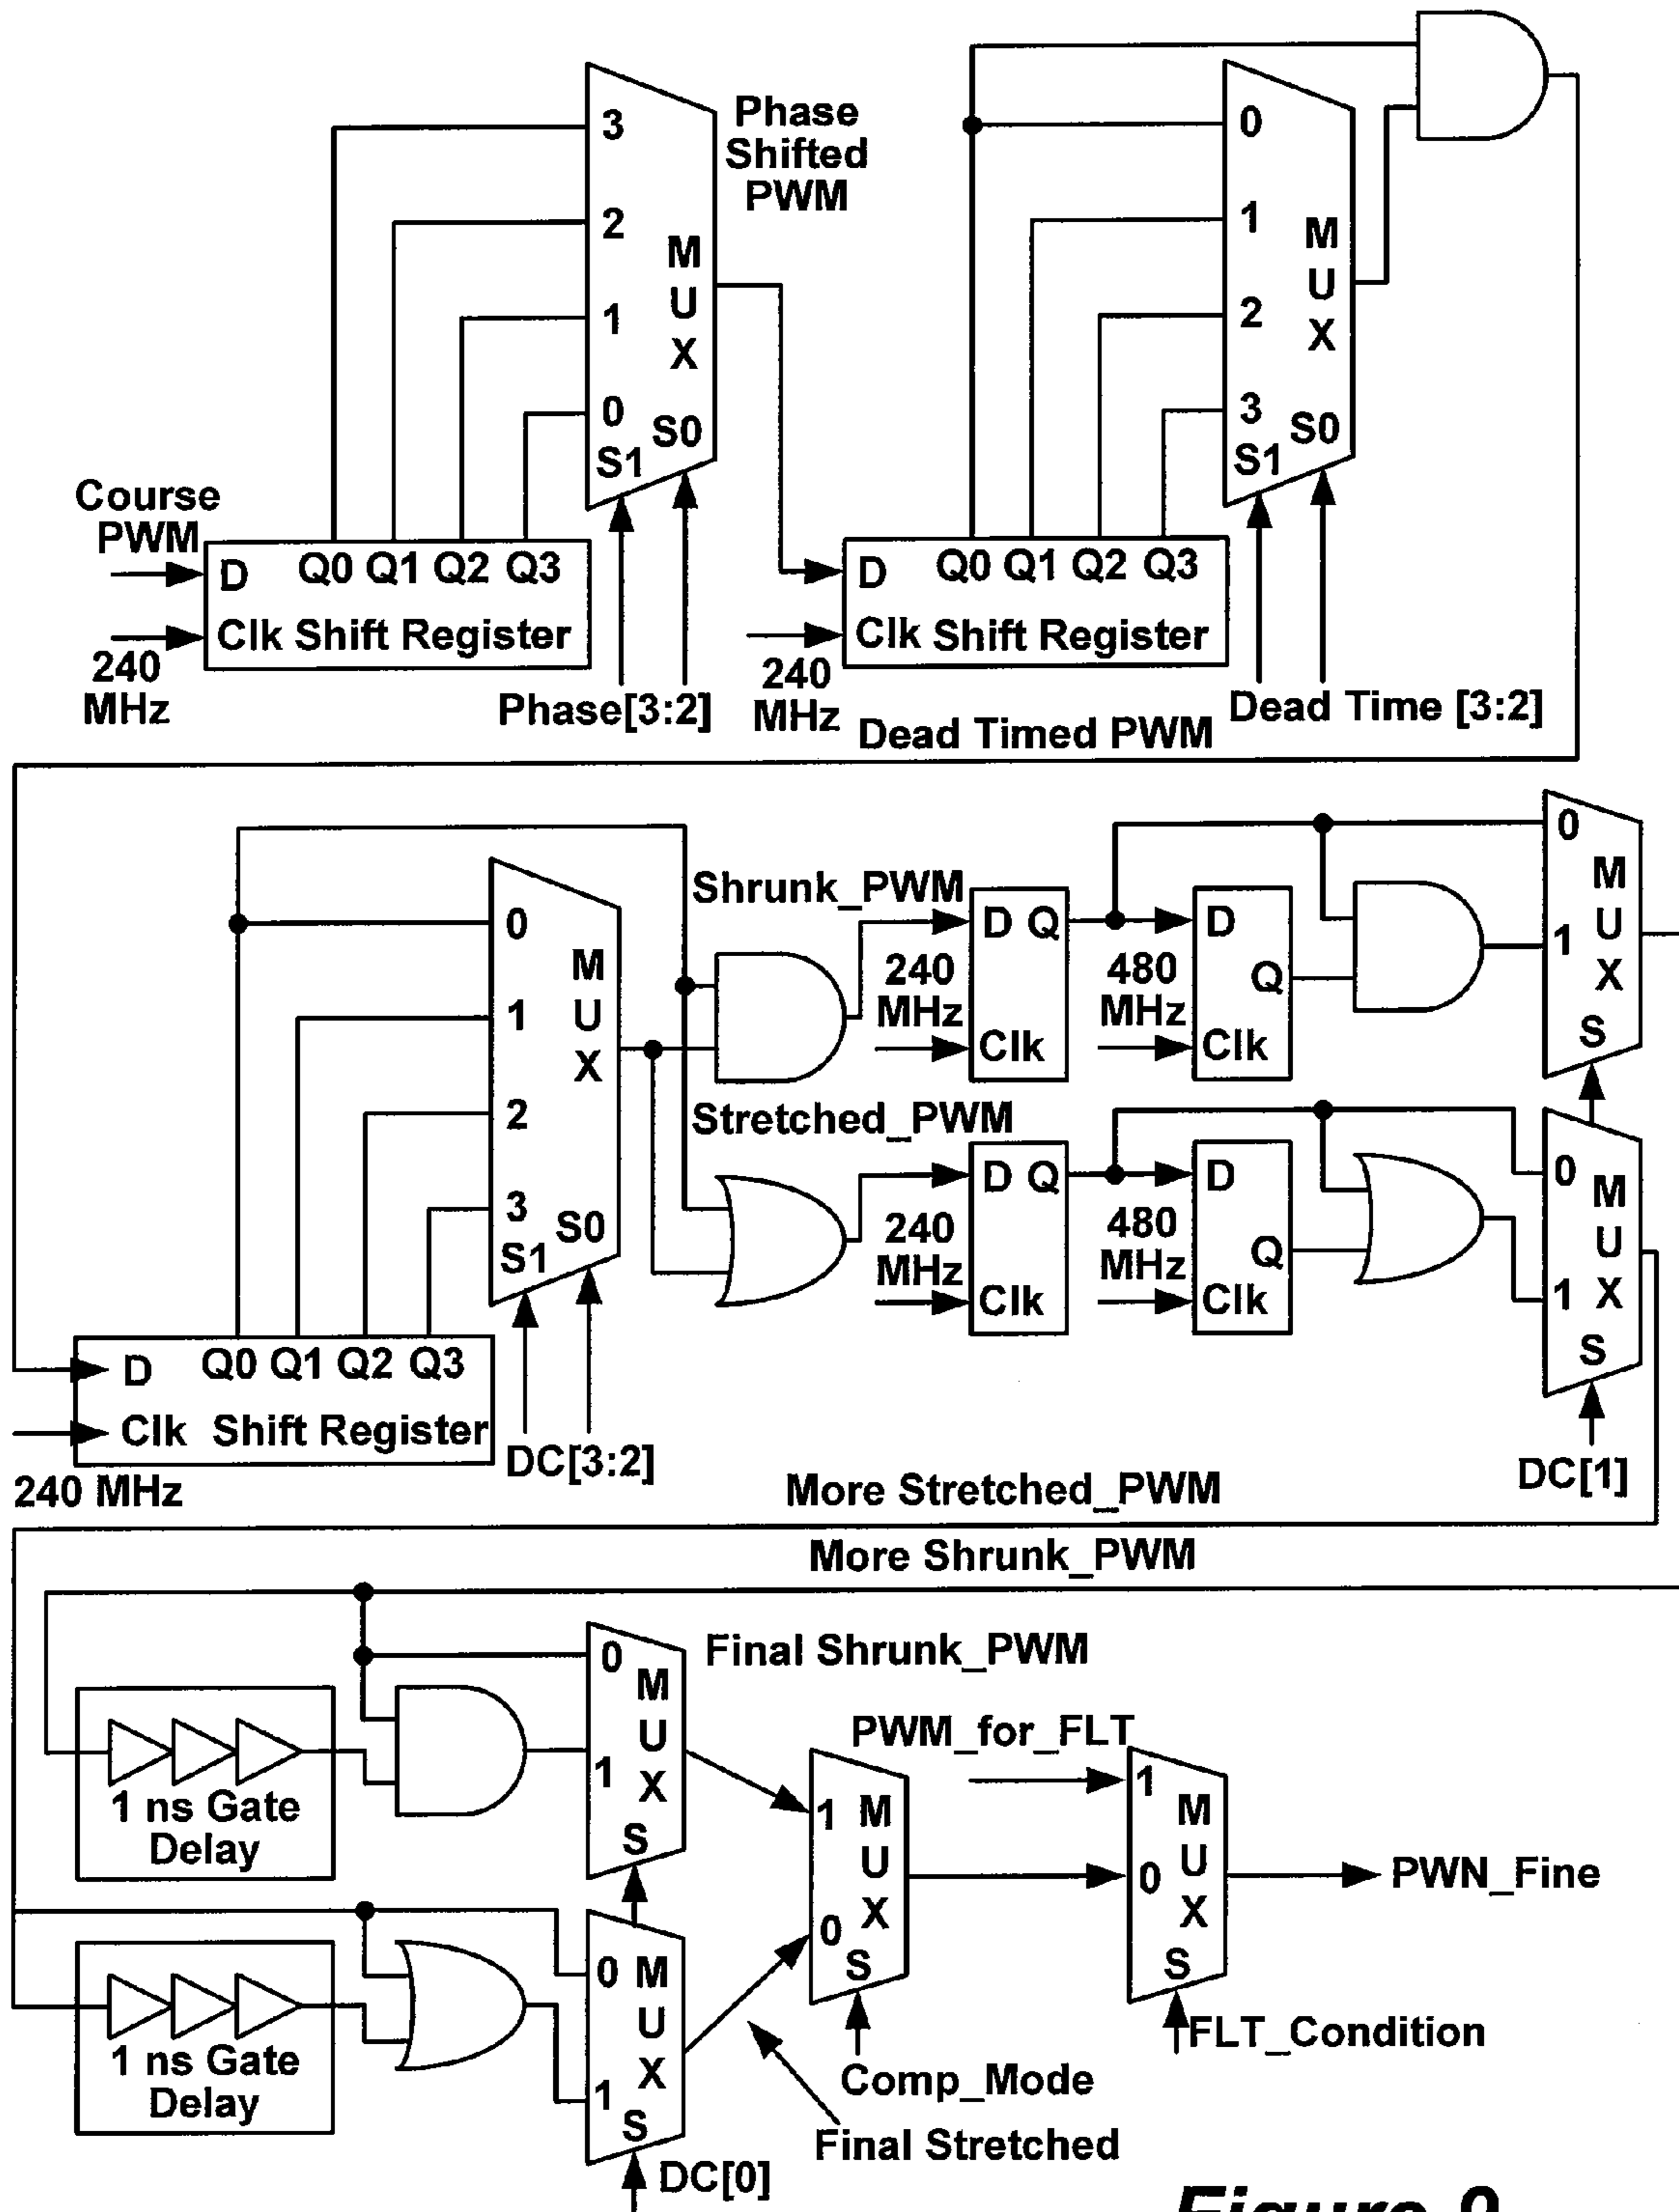 3
2
1
0
M
U
X
S0
S1
Phase
Shifted
PWM
0
1
2
3
M
U
X
S0
S1
Course
PWM
D Q0 Q1 Q2 Q3
Clk Shift Register
240
MHz
Phase[3:2]
D Q0 Q1 Q2 Q3
Clk Shift Register
240
MHz
Dead Time [3:2]
Dead Timed PWM
0
1
2
3
M
U
X
S0
S1
Shrunk_PWM
D Q
240
MHz
Clk
D
480
MHz
Q
Clk
0
1
M
U
X
S
Stretched_PWM
D Q
240
MHz
Clk
D
480
MHz
Q
Clk
0
1
M
U
X
S
D Q0 Q1 Q2 Q3
Clk Shift Register
240 MHz
DC[3:2]
DC[1]
More Stretched_PWM
More Shrunk_PWM
0
1
M
U
X
S
Final Shrunk_PWM
1 ns Gate
Delay
PWM_for_FLT
1
0
M
U
X
S
1
0
M
U
X
S
PWN_Fine
1 ns Gate
Delay
0
1
M
U
X
S
FLT_Condition
Comp_Mode
Final Stretched
DC[0]
Figure 9